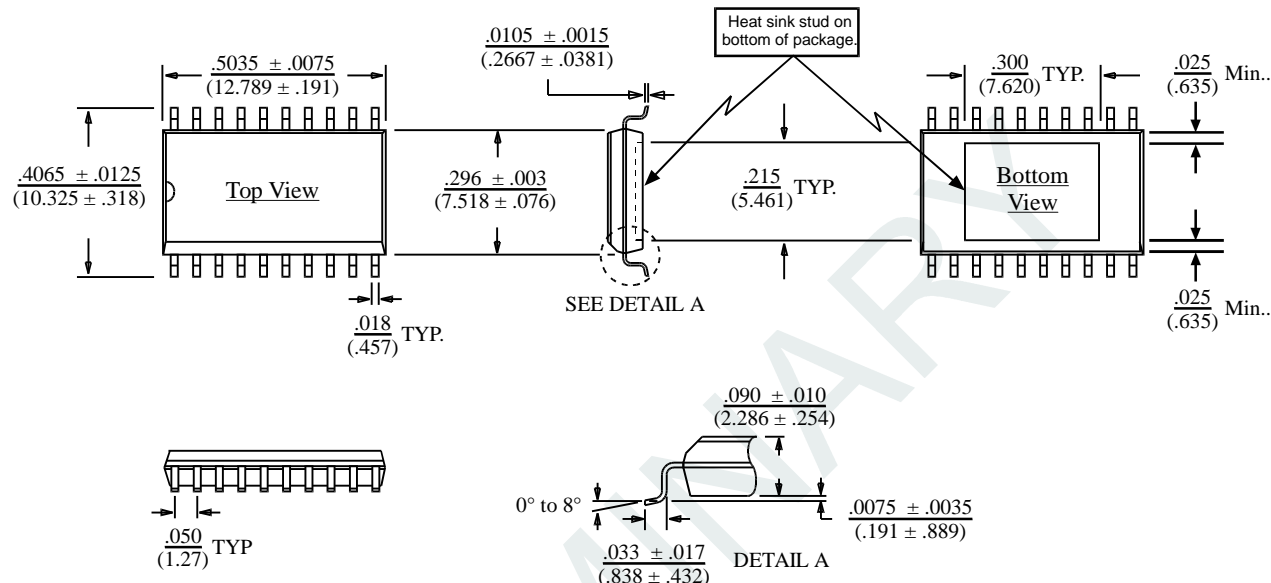 Heat sink stud on
bottom of package.
.0105 ± .0015
(.2667 ± .0381)
.5035 ± .0075
(12.789 ± .191)
.300
(7.620) TYP.
.025
(.635) Min..
.4065 ± .0125
(10.325 ± .318)
Top View
.296 ± .003
(7.518 ± .076)
.215
(5.461) TYP.
Bottom
View
SEE DETAIL A
.018
(.457) TYP.
.025
(.635) Min..
.090 ± .010
(2.286 ± .254)
0° to 8°
.0075 ± .0035
(.191 ± .889)
.050
(1.27) TYP
.033 ± .017
(.838 ± .432)
DETAIL A
MINARY